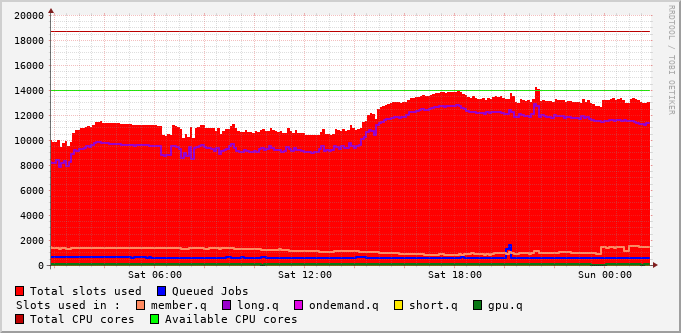 RRDTOOL / TOBI OETIKER
20000
18000
16000
14000
12000
10000
8000
6000
4000
2000
0
Sat 06:00 Sat 12:00 Sat 18:00 Sun 00:00
Total slots used Queued Jobs
Slots used in : member.q long.q ondemand.q short.q gpu.q
Total CPU cores Available CPU cores